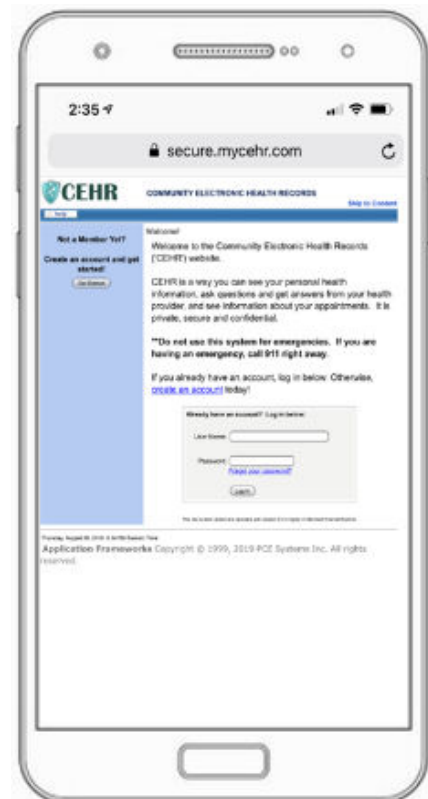 2:35
secure.mycehr.com
CEHR
COMMUNITY ELECTRONIC HEALTH RECORDS
Skip to Content
Help
Not a Member Yet?
Create an account and get
started!
Welcome!
Welcome to the Community Electronic Health Records
('CEHR') website.
CEHR is a way you can see your personal health
information, ask questions and get answers from your health
provider, and see information about your appointments. It is
private, secure and confidential.
**Do not use this system for emergencies. If you are
having an emergency, call 911 right away.
If you already have an account, log in below. Otherwise,
create an account today!
Already have an account? Log in below:
User Name:
Password:
Forgot your password?
Log In
Application Frameworks Copyright © 1999, 2019 PCE Systems Inc. All rights
reserved.